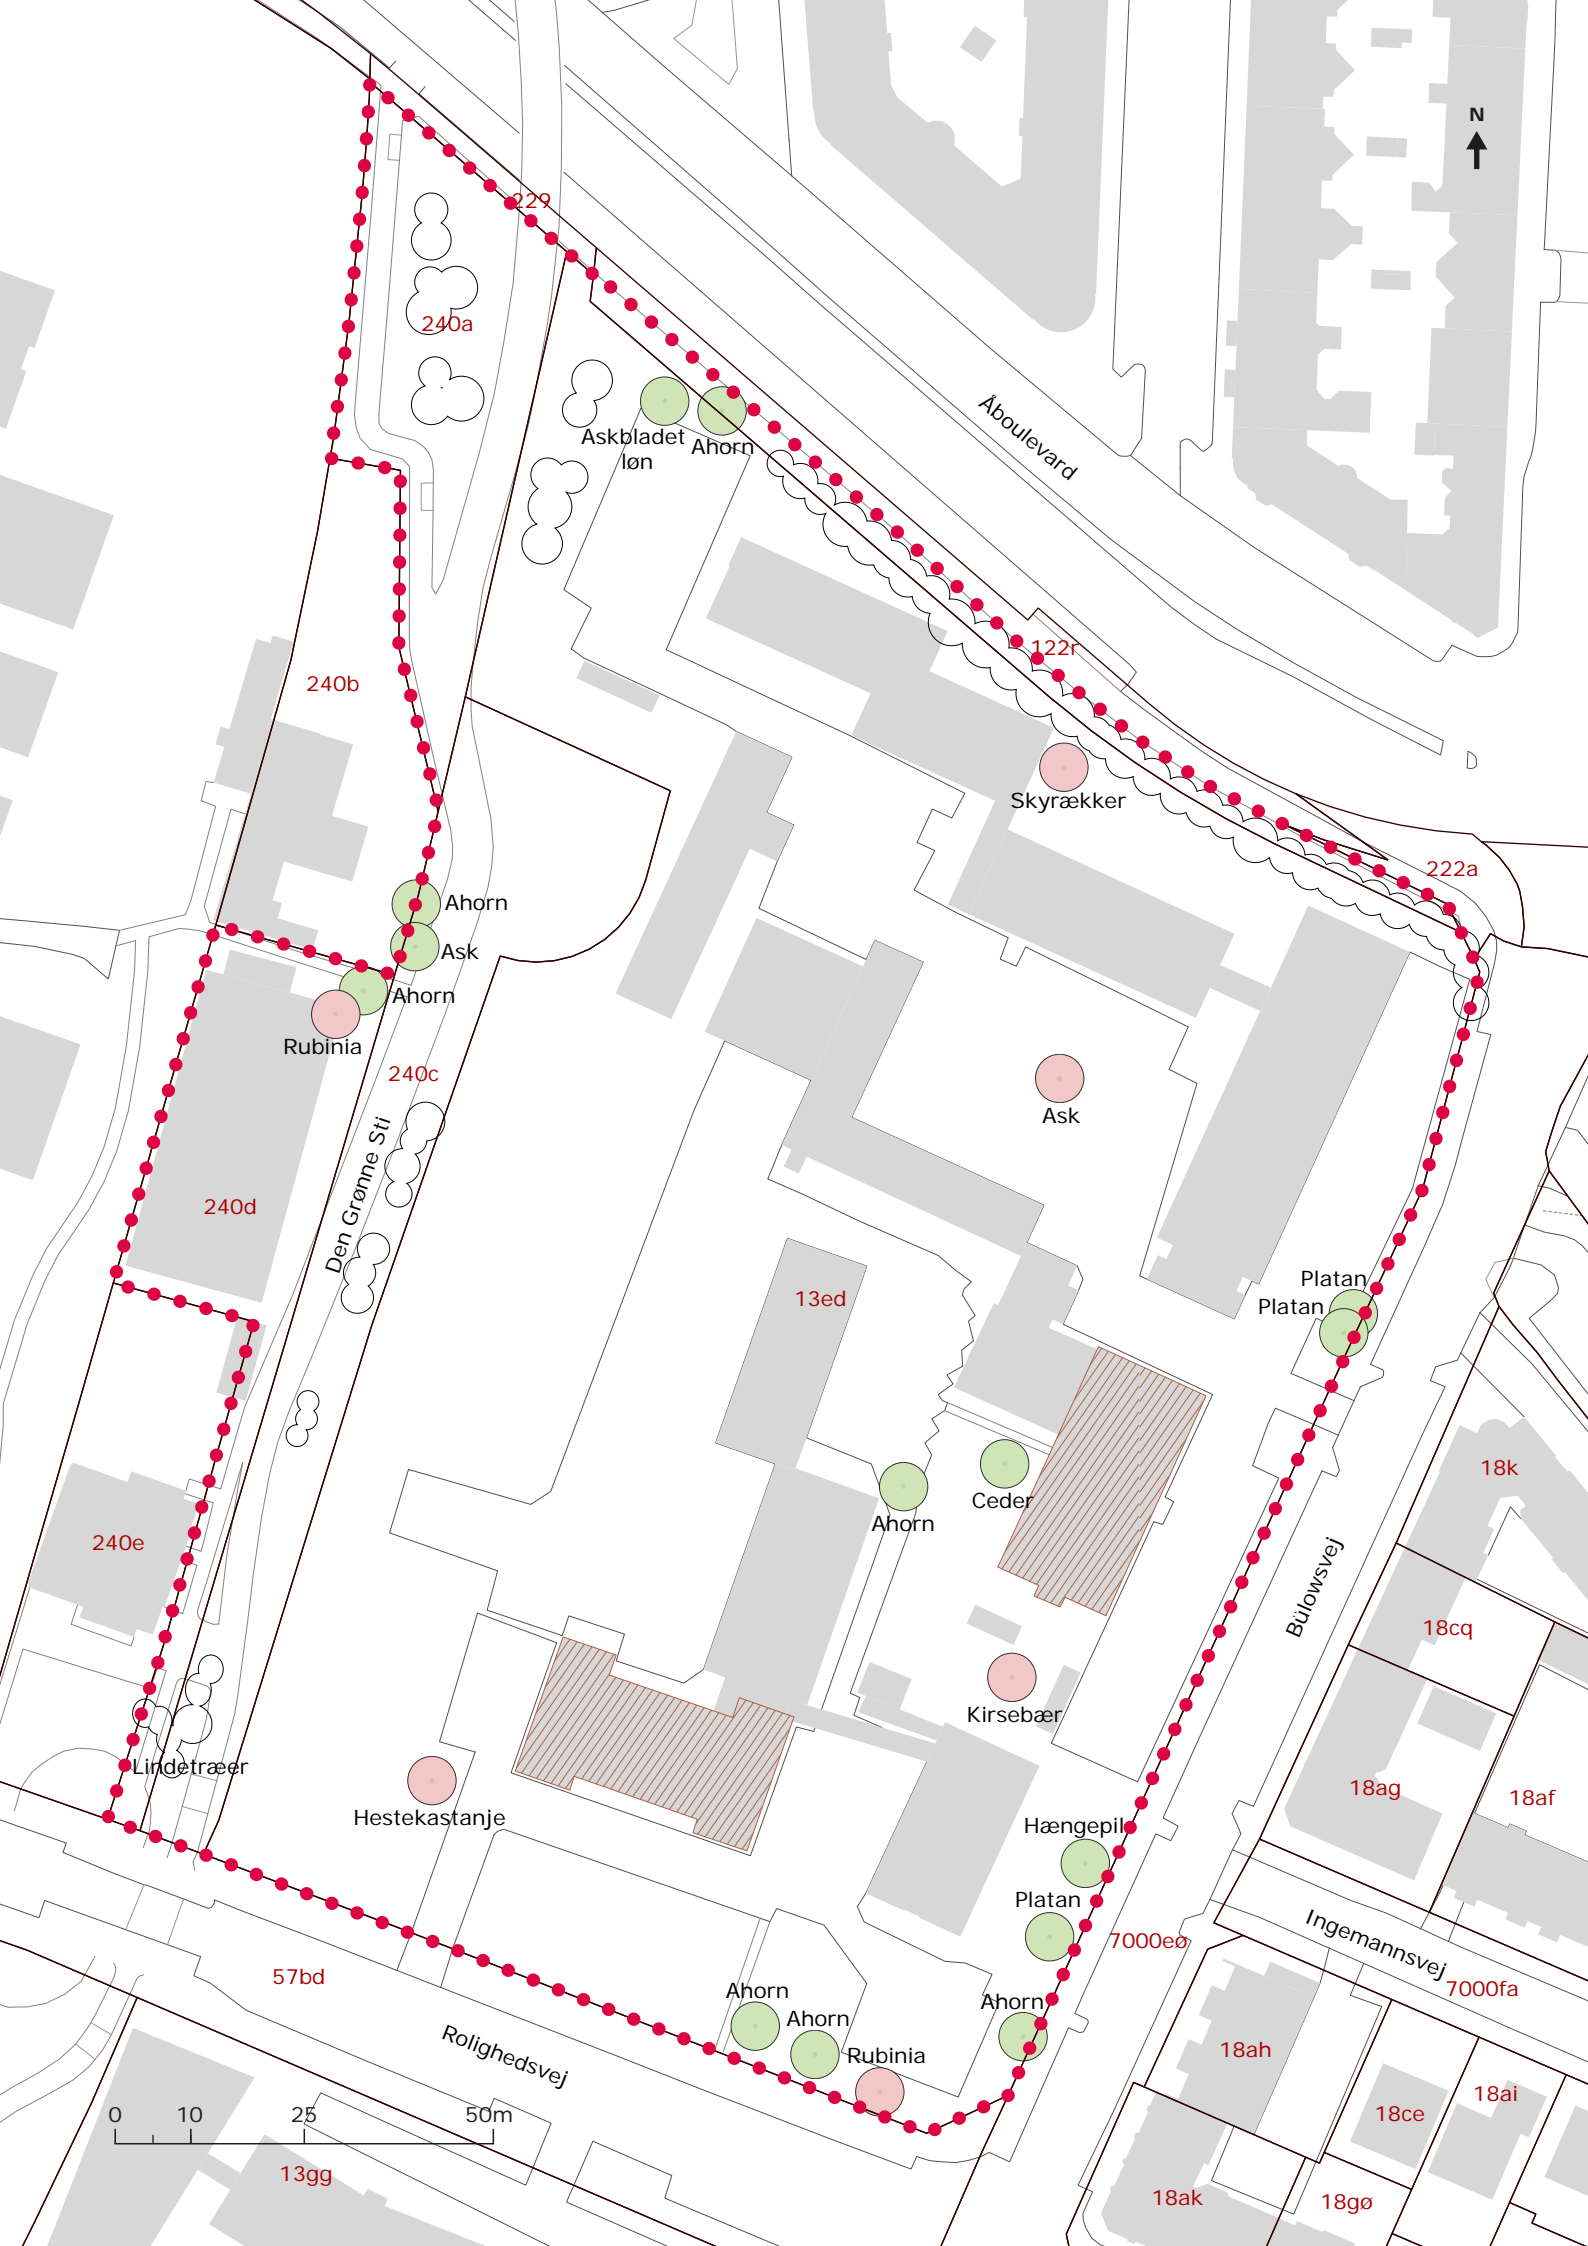 N
229
240a
Åboulevard
Askbladet
løn
Ahorn
122r
240b
Skyrækker
222a
Ahorn
Ask
Ahorn
Rubinia
240c
Ask
Den Grønne Sti
240d
Platan
Platan
13ed
18k
Ceder
Ahorn
240e
Bülowsvej
18cq
Kirsebær
Lindetræer
18ag
18af
Hestekastanje
Hængepil
Platan
7000eø
Ingemannsvej
7000fa
57bd
Ahorn
Ahorn
Ahorn
Rolighedsvej
Rubinia
18ah
18ai
18ce
0 10 25 50m
13gg
18ak
18gø